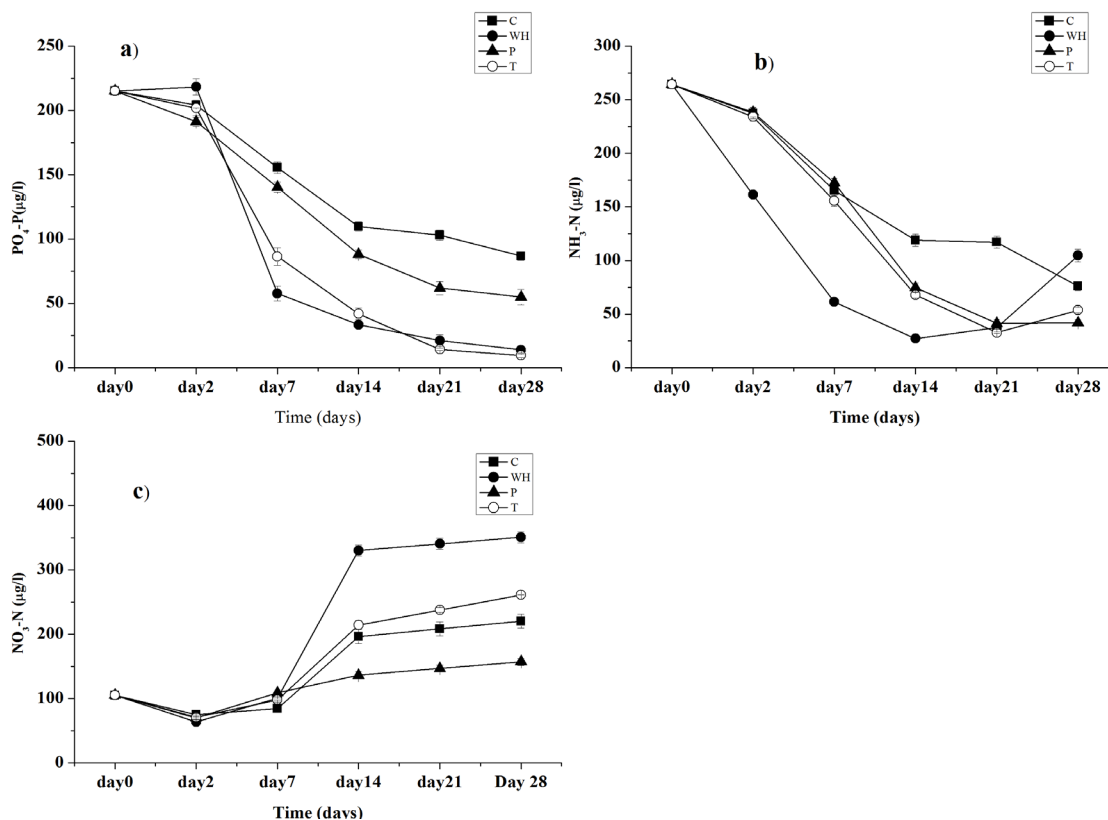 a)
C
WH
P
T
250
200
150
100
50
0
PO4-P(μg/l)
day0 day2 day7 day14 day21 day28
Time (days)
b)
C
WH
P
T
300
250
200
150
100
50
0
NH3-N (μg/l)
day0 day2 day7 day14 day21 day28
Time (days)
c)
C
WH
P
T
500
400
300
200
100
0
NO3-N (μg/l)
day0 day2 day7 day14 day21 Day 28
Time (days)